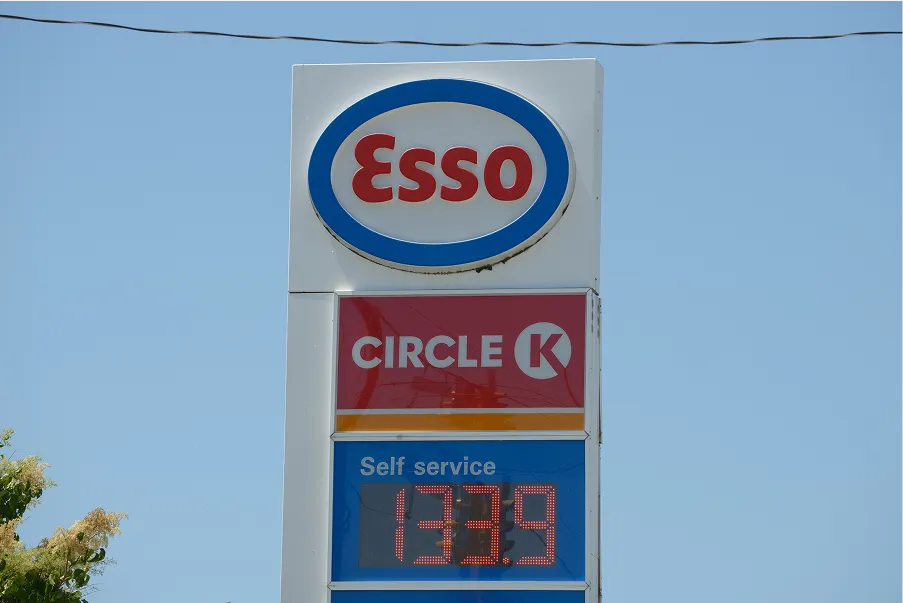 Esso
CIRCLE K
Self service
133.9